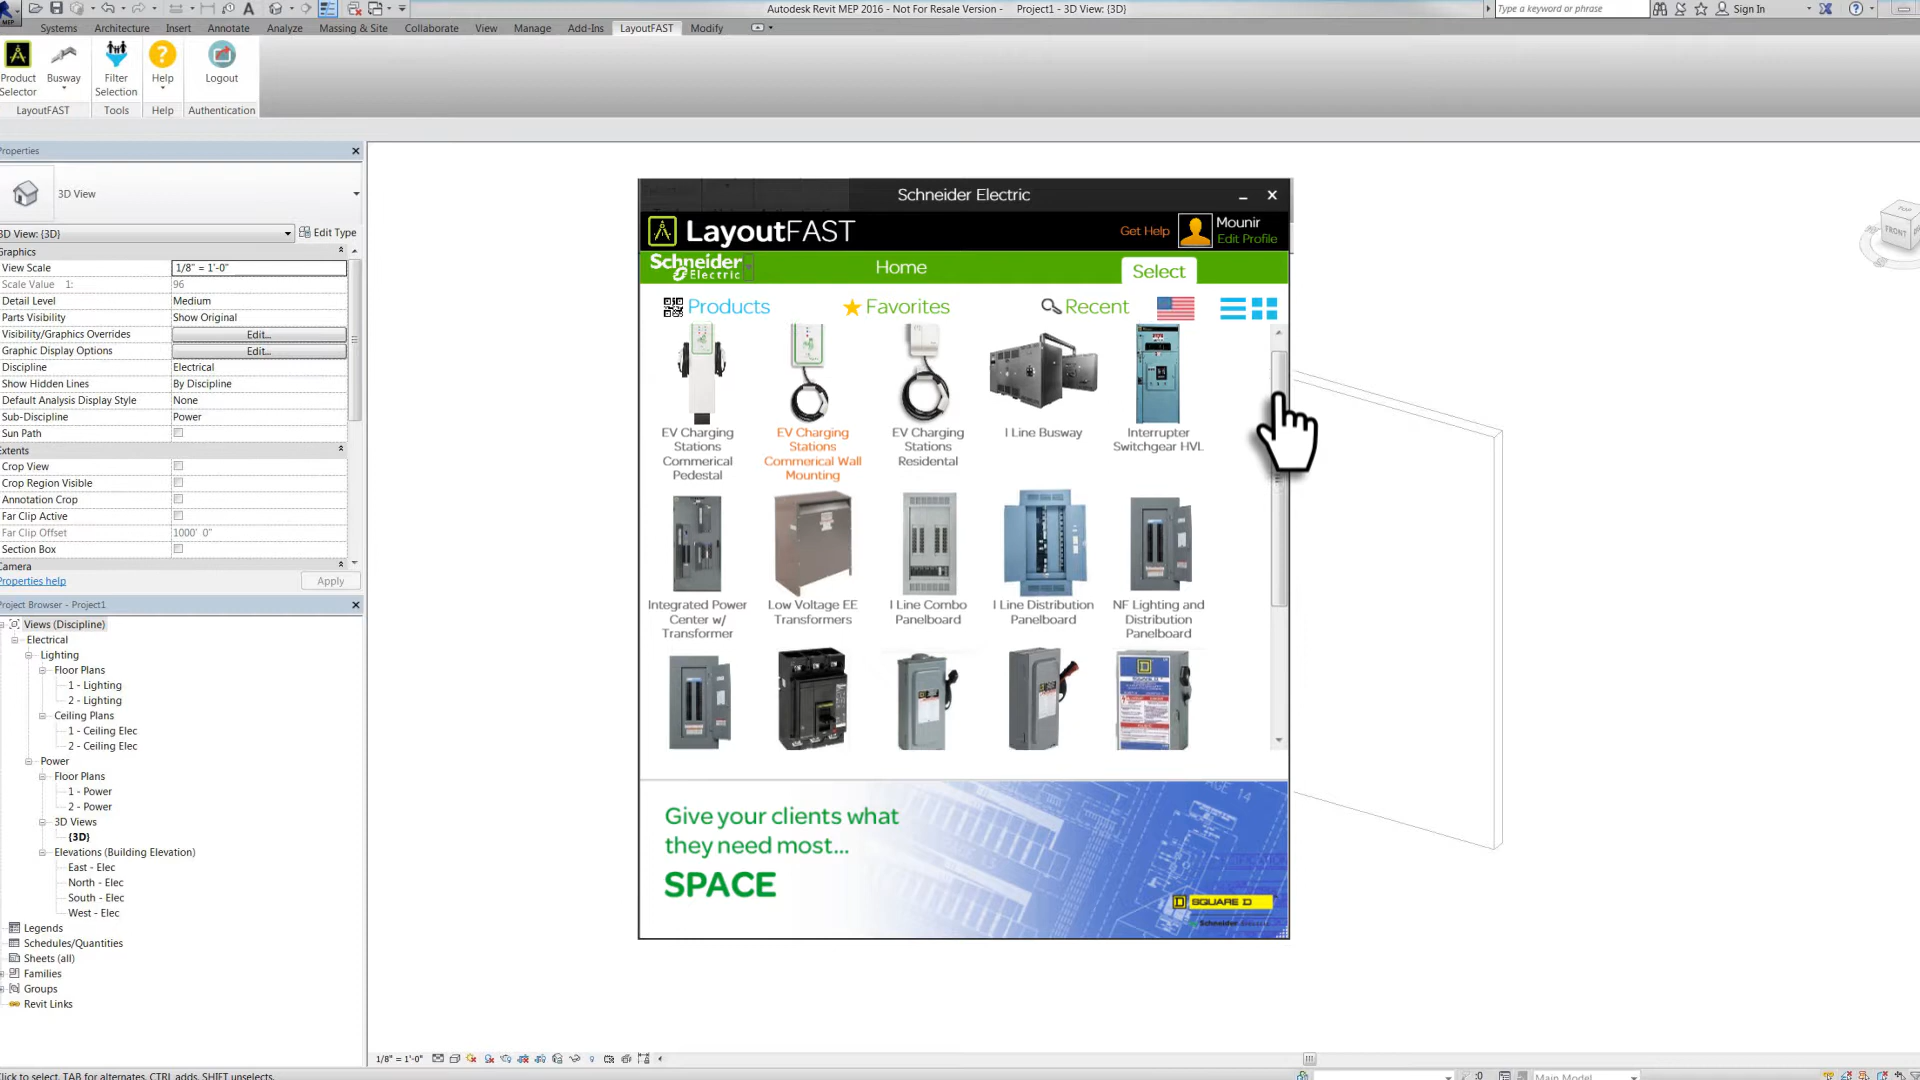 Autodesk Revit MEP 2016 - Not For Resale Version - Project1 - 3D View: {3D}
Type a keyword or phrase
Sign In
Systems Architecture Insert Annotate Analyze Massing & Site Collaborate View Manage Add-Ins LayoutFAST Modify
Product Selector
Busway
Filter Selection
Help
Logout
LayoutFAST Tools Help Authentication
Properties
3D View
3D View: {3D}
Edit Type
Graphics
View Scale 1/8" = 1'-0"
Scale Value 1: 96
Detail Level Medium
Parts Visibility Show Original
Visibility/Graphics Overrides Edit...
Graphic Display Options Edit...
Discipline Electrical
Show Hidden Lines By Discipline
Default Analysis Display Style None
Sub-Discipline Power
Sun Path
Extents
Crop View
Crop Region Visible
Annotation Crop
Far Clip Active
Far Clip Offset 1000' 0"
Section Box
Camera
Properties help
Apply
Project Browser - Project1
Views (Discipline)
Electrical
Lighting
Floor Plans
1 - Lighting
2 - Lighting
Ceiling Plans
1 - Ceiling Elec
2 - Ceiling Elec
Power
Floor Plans
1 - Power
2 - Power
3D Views
{3D}
Elevations (Building Elevation)
East - Elec
North - Elec
South - Elec
West - Elec
Legends
Schedules/Quantities
Sheets (all)
Families
Groups
Revit Links
Schneider Electric
LayoutFAST
Get Help
Mounir
Edit Profile
Schneider Electric
Home
Select
Products
Favorites
Recent
EV Charging Stations Commerical Pedestal
EV Charging Stations Commerical Wall Mounting
EV Charging Stations Residental
I Line Busway
Interrupter Switchgear HVL
Integrated Power Center w/ Transformer
Low Voltage EE Transformers
I Line Combo Panelboard
I Line Distribution Panelboard
NF Lighting and Distribution Panelboard
Give your clients what
they need most...
SPACE
PAGE 14
SQUARE D
Schneider Electric
FRONT
1/8" = 1'-0"
:0
Main Model
Click to select, TAB for alternates, CTRL adds, SHIFT unselects.